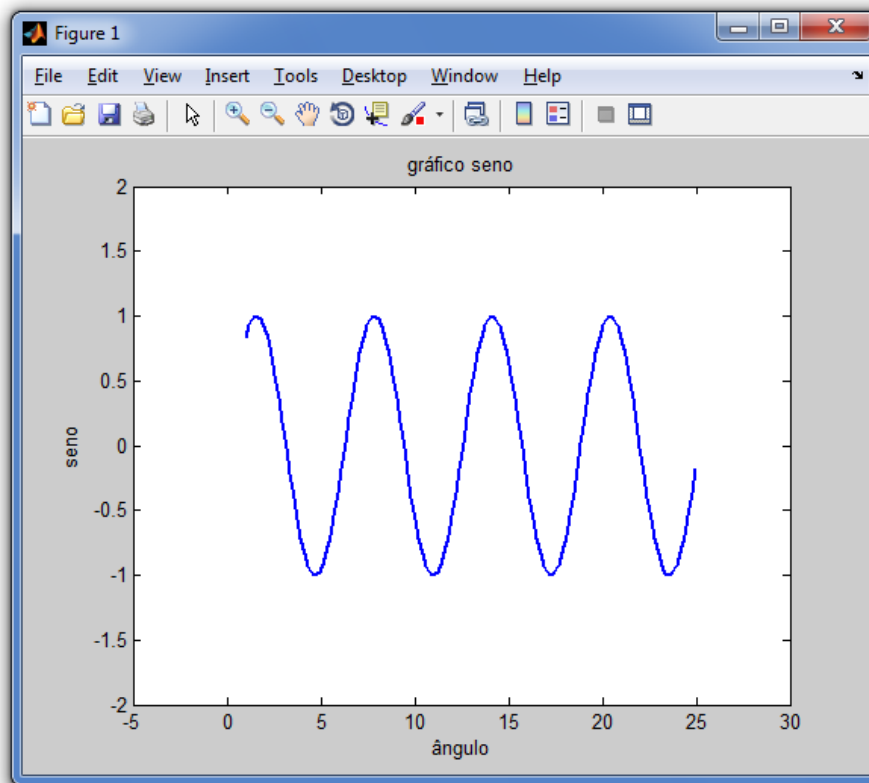 Figure 1
File Edit View Insert Tools Desktop Window Help
gráfico seno
2
1.5
1
0.5
0
-0.5
-1
-1.5
-2
seno
-5 0 5 10 15 20 25 30
ângulo